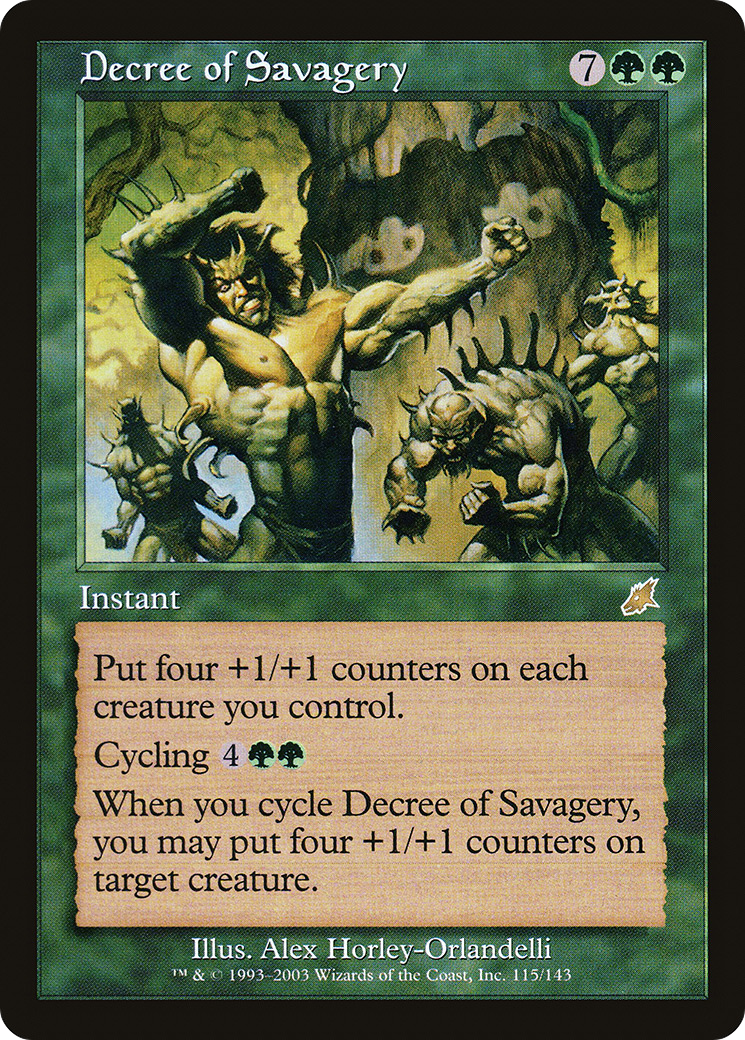 Decree of Savagery 7
Instant
Put four +1/+1 counters on each
creature you control.
Cycling 4
When you cycle Decree of Savagery,
you may put four +1/+1 counters on
target creature.
Illus. Alex Horley-Orlandelli
™ & © 1993–2003 Wizards of the Coast, Inc. 115/143